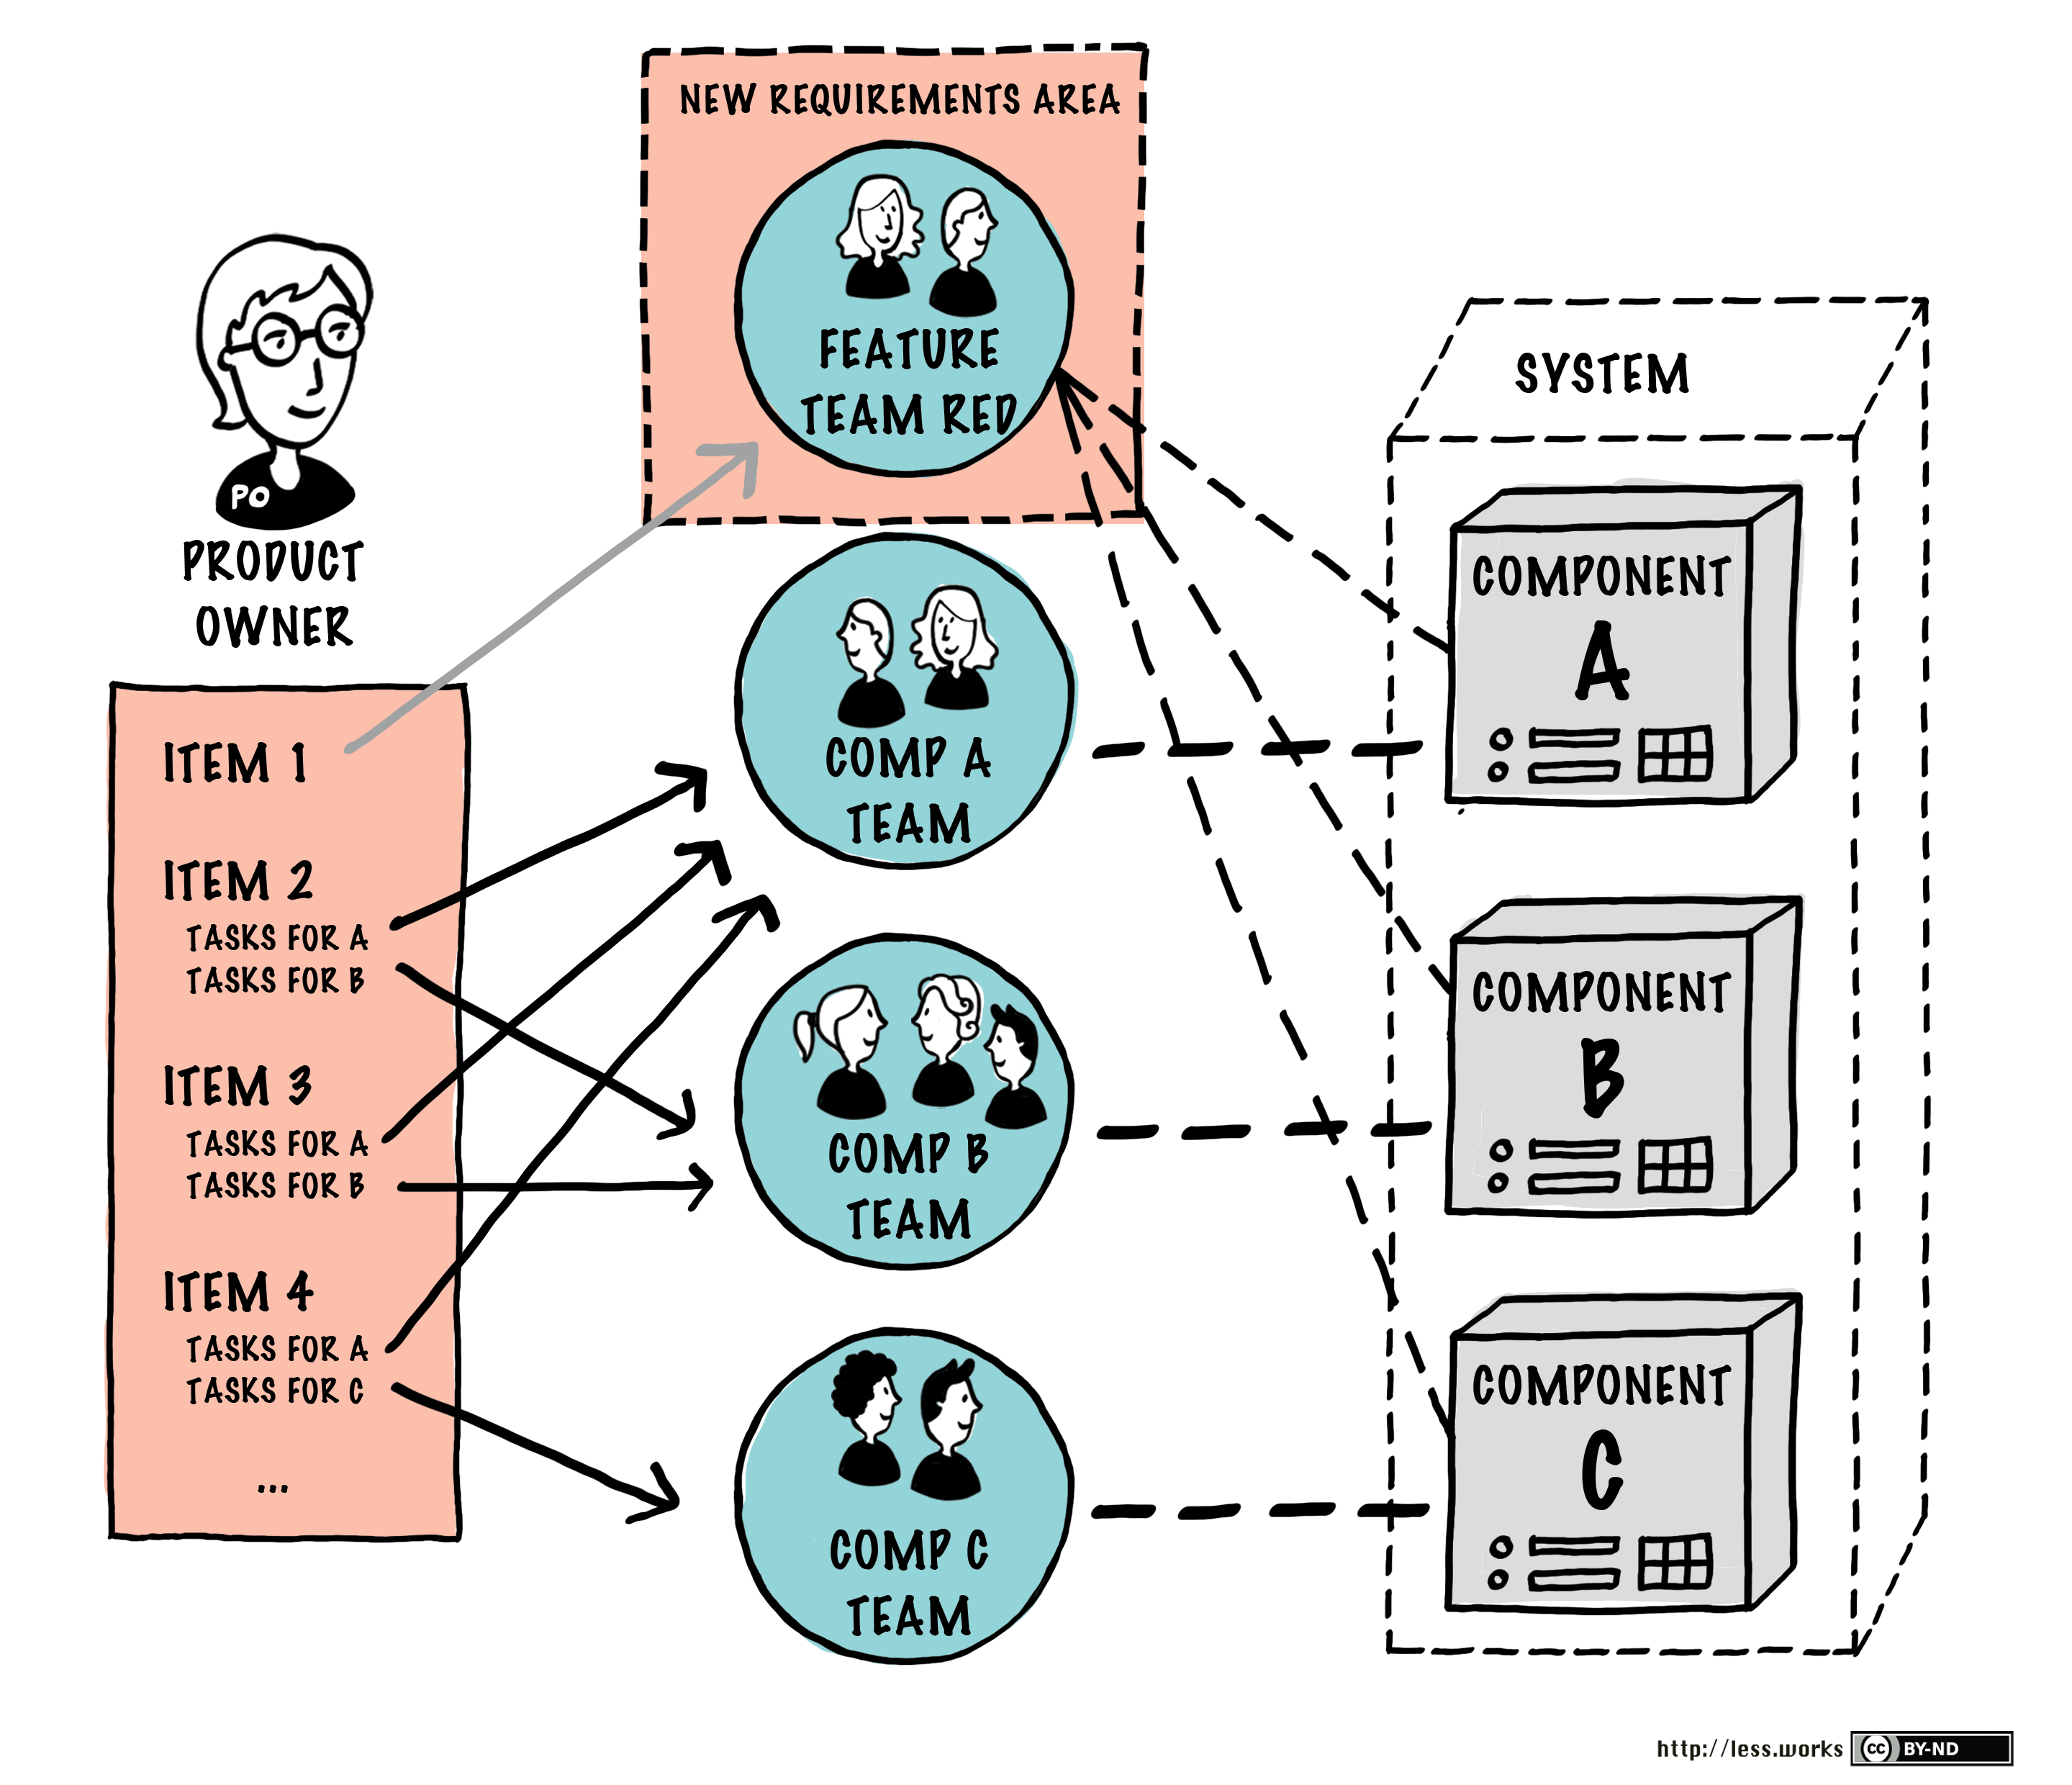 NEW REQUIREMENTS AREA
FEATURE
TEAM RED
PO
PRODUCT
OWNER
ITEM 1
ITEM 2
TASKS FOR A
TASKS FOR B
ITEM 3
TASKS FOR A
TASKS FOR B
ITEM 4
TASKS FOR A
TASKS FOR C
...
COMP A
TEAM
COMP B
TEAM
COMP C
TEAM
SYSTEM
COMPONENT
A
COMPONENT
B
COMPONENT
C
http://less.works
cc BY-ND